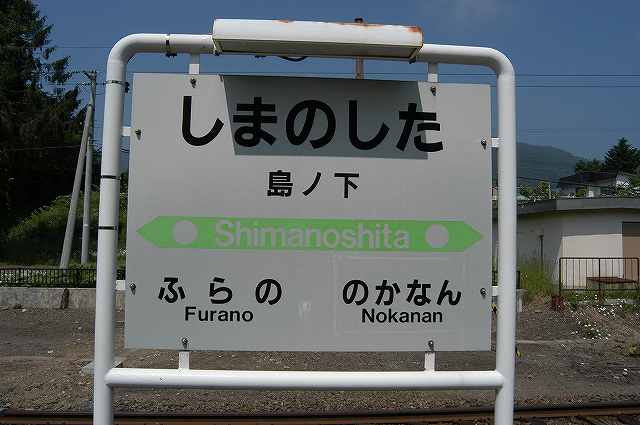 しまのした
島ノ下
Shimanoshita
ふらの のかなん
Furano Nokanan